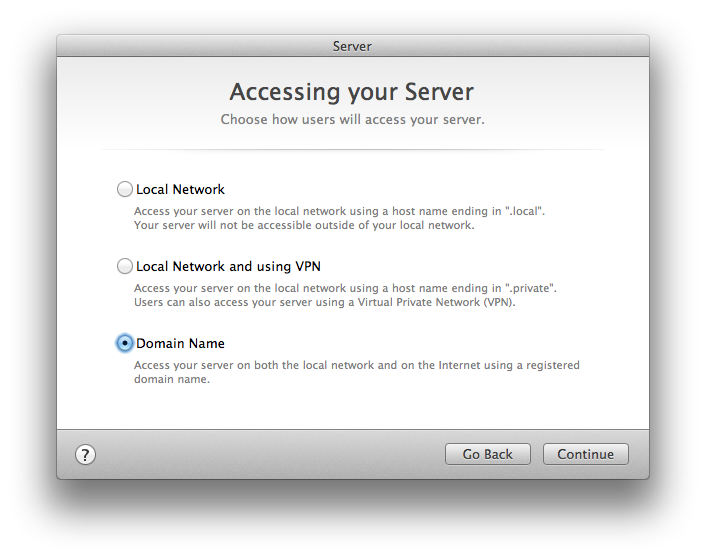 Server
Accessing your Server
Choose how users will access your server.
Local Network
Access your server on the local network using a host name ending in ".local".
Your server will not be accessible outside of your local network.
Local Network and using VPN
Access your server on the local network using a host name ending in ".private".
Users can also access your server using a Virtual Private Network (VPN).
Domain Name
Access your server on both the local network and on the Internet using a registered
domain name.
?
Go Back
Continue